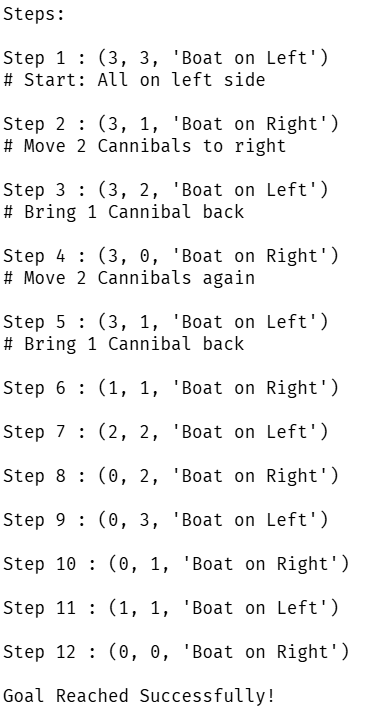 Steps:
Step 1 : (3, 3, 'Boat on Left')
# Start: All on left side
Step 2 : (3, 1, 'Boat on Right')
# Move 2 Cannibals to right
Step 3 : (3, 2, 'Boat on Left')
# Bring 1 Cannibal back
Step 4 : (3, 0, 'Boat on Right')
# Move 2 Cannibals again
Step 5 : (3, 1, 'Boat on Left')
# Bring 1 Cannibal back
Step 6 : (1, 1, 'Boat on Right')
Step 7 : (2, 2, 'Boat on Left')
Step 8 : (0, 2, 'Boat on Right')
Step 9 : (0, 3, 'Boat on Left')
Step 10 : (0, 1, 'Boat on Right')
Step 11 : (1, 1, 'Boat on Left')
Step 12 : (0, 0, 'Boat on Right')
Goal Reached Successfully!